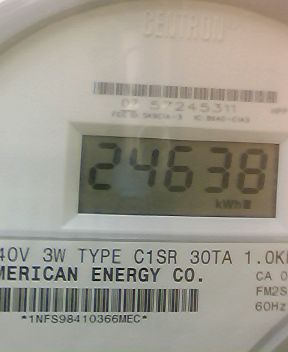 CENTRON
07 57245311
24638
kWh
40V 3W TYPE C1SR 30TA 1.0K
MERICAN ENERGY CO.
CA 0
FM2S
60Hz
*1NFS98410366MEC*